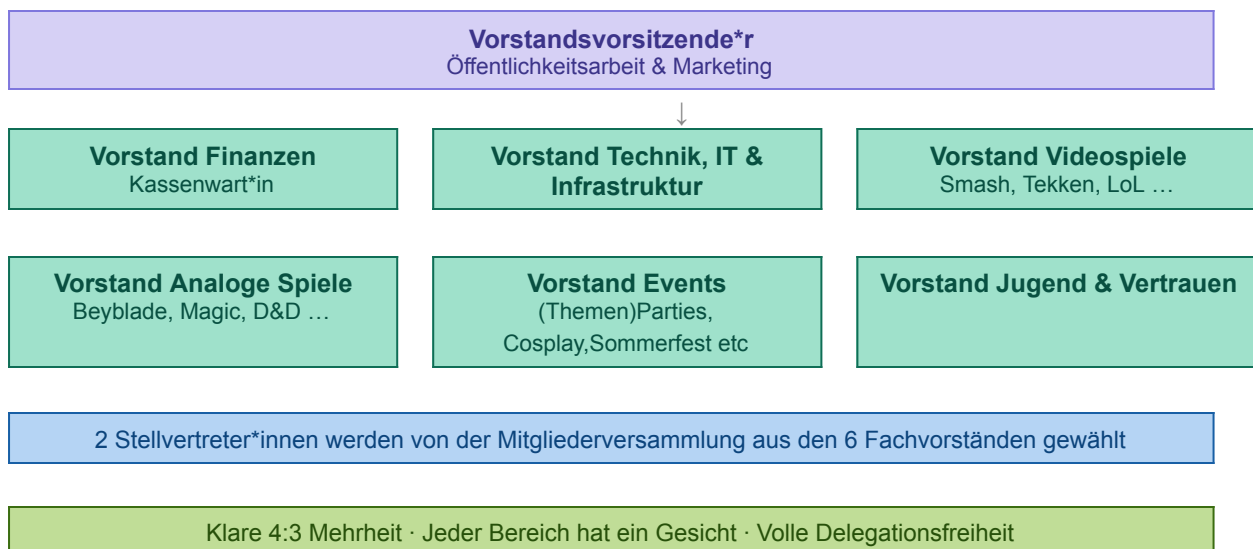 Vorstandsvorsitzende*r
Öffentlichkeitsarbeit & Marketing
↓
Vorstand Finanzen
Kassenwart*in
Vorstand Technik, IT &
Infrastruktur
Vorstand Videospiele
Smash, Tekken, LoL …
Vorstand Analoge Spiele
Beyblade, Magic, D&D …
Vorstand Events
(Themen)Parties,
Cosplay,Sommerfest etc
Vorstand Jugend & Vertrauen
2 Stellvertreter*innen werden von der Mitgliederversammlung aus den 6 Fachvorständen gewählt
Klare 4:3 Mehrheit · Jeder Bereich hat ein Gesicht · Volle Delegationsfreiheit